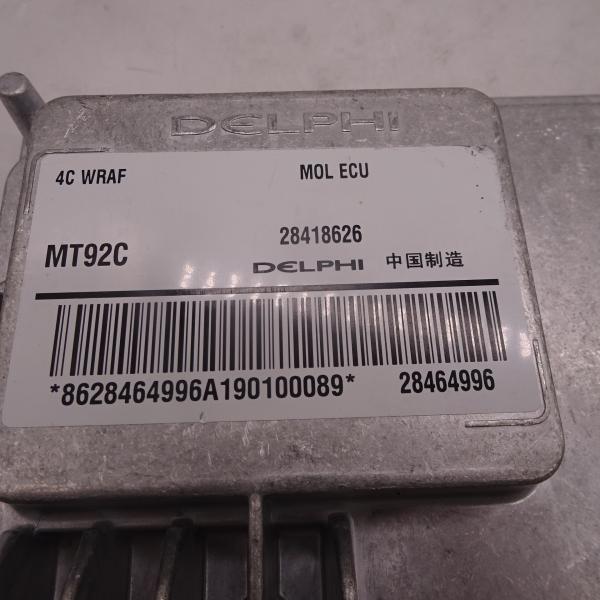 DELPHI
4C WRAF MOL ECU
MT92C 28418626
DELPHI 中国制造
*8628464996A190100089* 28464996